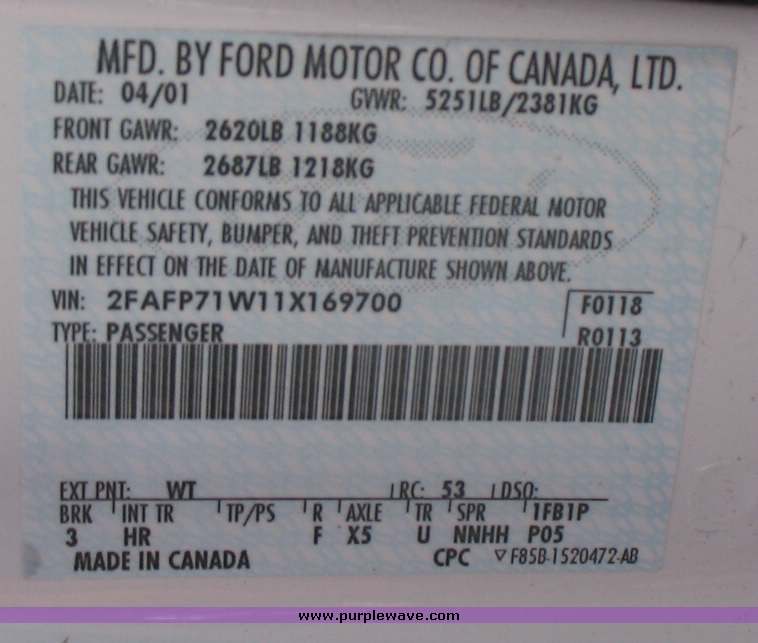 MFD. BY FORD MOTOR CO. OF CANADA, LTD.
DATE: 04/01 GVWR: 5251LB/2381KG
FRONT GAWR: 2620LB 1188KG
REAR GAWR: 2687LB 1218KG
THIS VEHICLE CONFORMS TO ALL APPLICABLE FEDERAL MOTOR
VEHICLE SAFETY, BUMPER, AND THEFT PREVENTION STANDARDS
IN EFFECT ON THE DATE OF MANUFACTURE SHOWN ABOVE.
VIN: 2FAFP71W11X169700 F0118
TYPE: PASSENGER R0113
EXT PNT: WT RC: 53 DSO:
BRK INT TR TP/PS R AXLE TR SPR 1FB1P
3 HR F X5 U NNHH P05
MADE IN CANADA CPC F85B-1520472-AB
www.purplewave.com